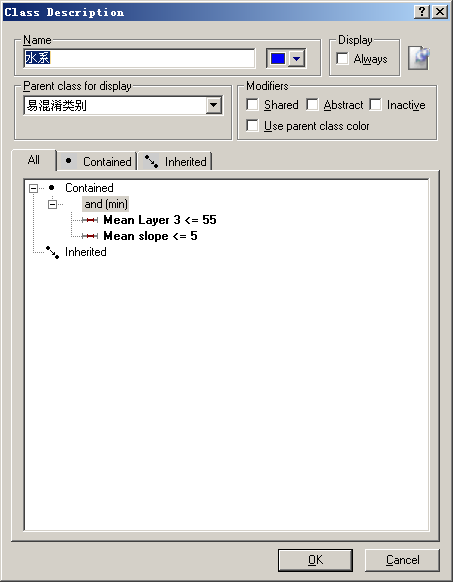 Class Description
Name
水系
Display
Always
Parent class for display
易混淆类别
Modifiers
Shared Abstract Inactive
Use parent class color
All Contained Inherited
Contained
and (min)
Mean Layer 3 <= 55
Mean slope <= 5
Inherited
OK Cancel